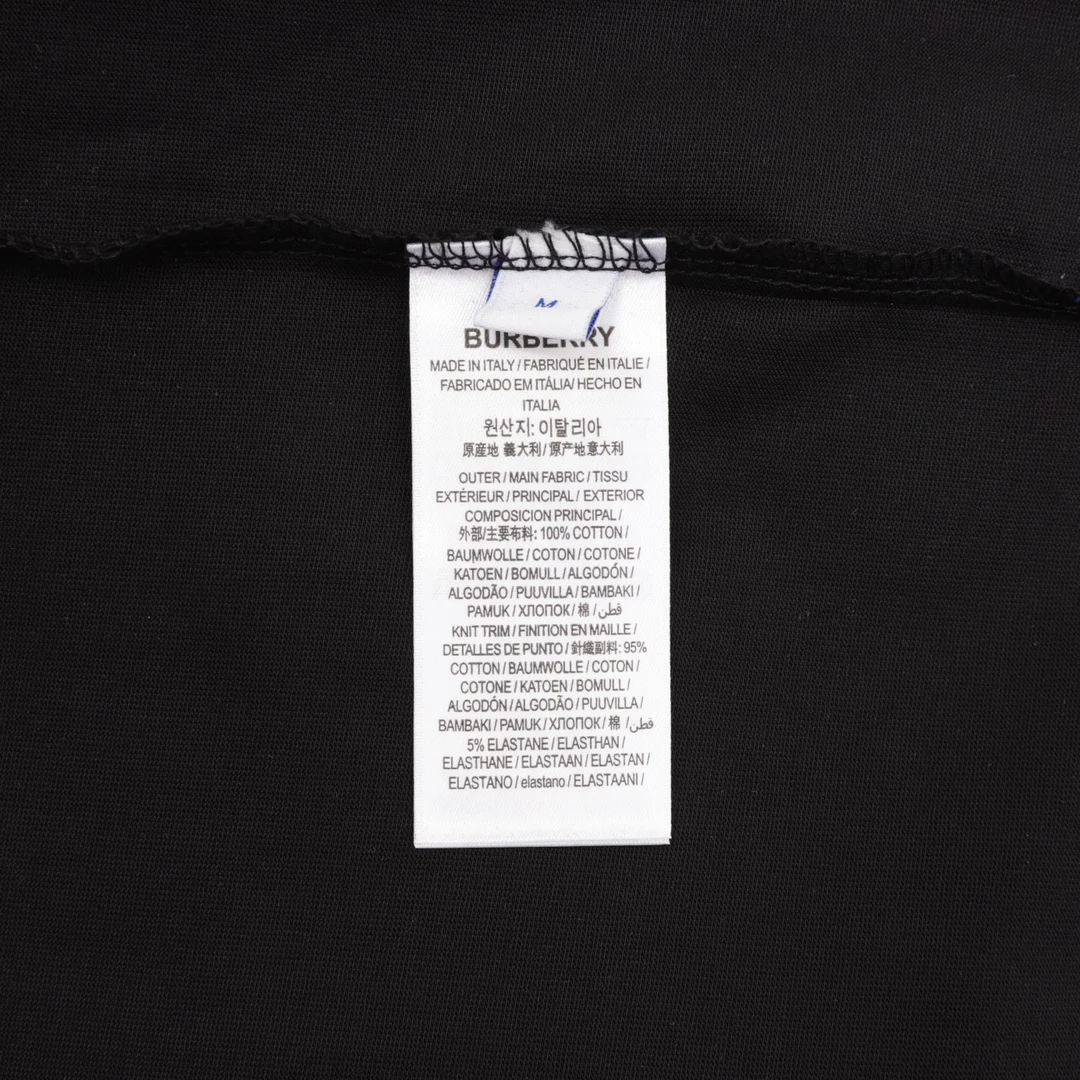 M
BURBERRY
MADE IN ITALY / FABRIQUÉ EN ITALIE /
FABRICADO EM ITÁLIA/ HECHO EN
ITALIA
원산지: 이탈리아
原産地 義大利 / 原产地意大利
OUTER / MAIN FABRIC / TISSU
EXTÉRIEUR / PRINCIPAL / EXTERIOR
COMPOSICION PRINCIPAL /
外部/主要布料: 100% COTTON /
BAUMWOLLE / COTON / COTONE /
KATOEN / BOMULL / ALGODÓN /
ALGODÃO / PUUVILLA / BAMBAKI /
PAMUK / ХЛОПОК / 棉 / قطن
KNIT TRIM / FINITION EN MAILLE /
DETALLES DE PUNTO / 針織副料: 95%
COTTON / BAUMWOLLE / COTON /
COTONE / KATOEN / BOMULL /
ALGODÓN / ALGODÃO / PUUVILLA /
BAMBAKI / PAMUK / ХЛОПОК / 棉 / قطن
5% ELASTANE / ELASTHAN /
ELASTHANE / ELASTAAN / ELASTAN /
ELASTANO / elastano / ELASTAANI /